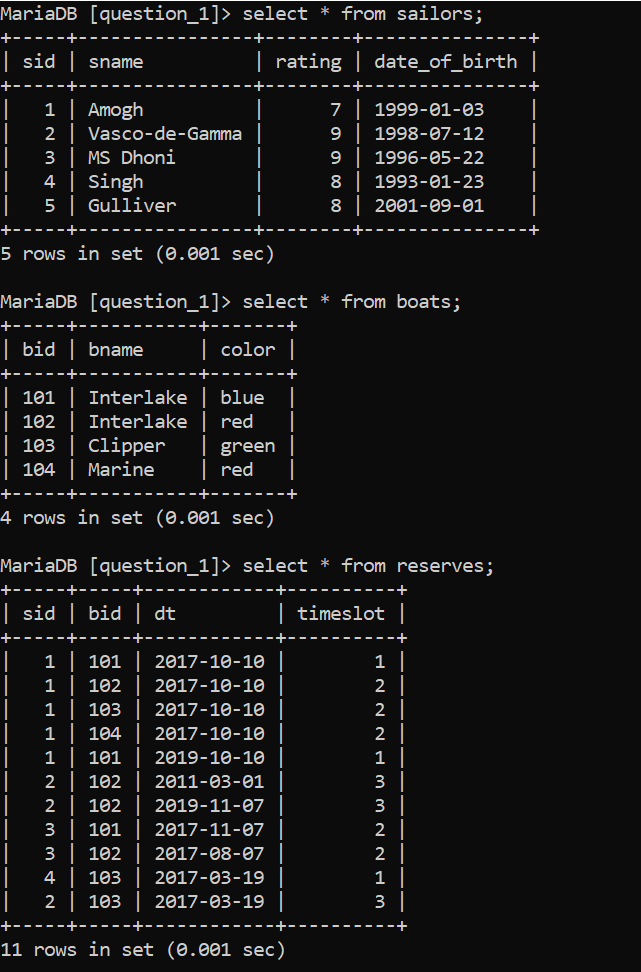 MariaDB [question_1]> select * from sailors;
+-----+----------------+--------+---------------+
| sid | sname          | rating | date_of_birth |
+-----+----------------+--------+---------------+
|   1 | Amogh          |      7 | 1999-01-03    |
|   2 | Vasco-de-Gamma |      9 | 1998-07-12    |
|   3 | MS Dhoni       |      9 | 1996-05-22    |
|   4 | Singh          |      8 | 1993-01-23    |
|   5 | Gulliver       |      8 | 2001-09-01    |
+-----+----------------+--------+---------------+
5 rows in set (0.001 sec)

MariaDB [question_1]> select * from boats;
+-----+-----------+-------+
| bid | bname     | color |
+-----+-----------+-------+
| 101 | Interlake | blue  |
| 102 | Interlake | red   |
| 103 | Clipper   | green |
| 104 | Marine    | red   |
+-----+-----------+-------+
4 rows in set (0.001 sec)

MariaDB [question_1]> select * from reserves;
+-----+-----+------------+----------+
| sid | bid | dt         | timeslot |
+-----+-----+------------+----------+
|   1 | 101 | 2017-10-10 |        1 |
|   1 | 102 | 2017-10-10 |        2 |
|   1 | 103 | 2017-10-10 |        2 |
|   1 | 104 | 2017-10-10 |        2 |
|   1 | 101 | 2019-10-10 |        1 |
|   2 | 102 | 2011-03-01 |        3 |
|   2 | 102 | 2019-11-07 |        3 |
|   3 | 101 | 2017-11-07 |        2 |
|   3 | 102 | 2017-08-07 |        2 |
|   4 | 103 | 2017-03-19 |        1 |
|   2 | 103 | 2017-03-19 |        3 |
+-----+-----+------------+----------+
11 rows in set (0.001 sec)